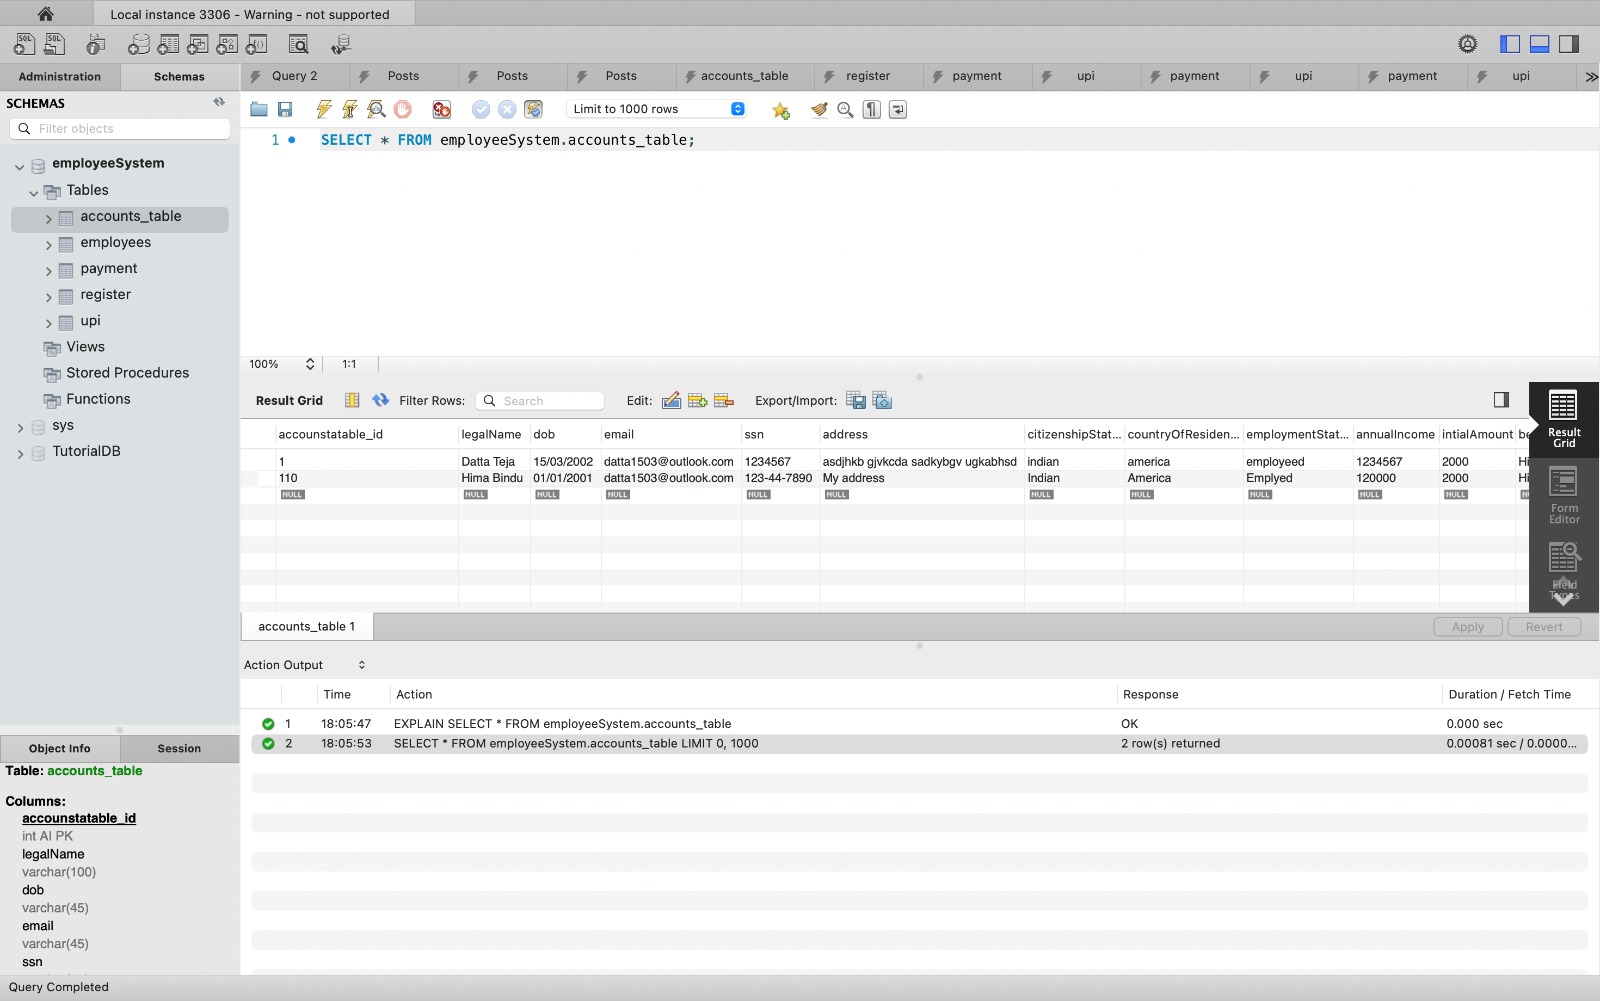 Local instance 3306 - Warning - not supported
Administration
Schemas
Query 2
Posts
Posts
Posts
accounts_table
register
payment
upi
payment
upi
payment
upi
SCHEMAS
Filter objects
employeeSystem
Tables
accounts_table
employees
payment
register
upi
Views
Stored Procedures
Functions
sys
TutorialDB
Limit to 1000 rows
1 SELECT * FROM employeeSystem.accounts_table;
100% 1:1
Result Grid Filter Rows: Search Edit: Export/Import:
accounstatable_id legalName dob email ssn address citizenshipStat... countryOfResiden... employmentStat... annualIncome intialAmount be
1 Datta Teja 15/03/2002 datta1503@outlook.com 1234567 asdjhkb gjvkcda sadkybgv ugkabhsd indian america employeed 1234567 2000 Hi
110 Hima Bindu 01/01/2001 datta1503@outlook.com 123-44-7890 My address Indian America Emplyed 120000 2000 Hi
NULL NULL NULL NULL NULL NULL NULL NULL NULL NULL NULL
Result
Grid
Form
Editor
Field
Types
accounts_table 1
Apply Revert
Action Output
Time Action Response Duration / Fetch Time
1 18:05:47 EXPLAIN SELECT * FROM employeeSystem.accounts_table OK 0.000 sec
2 18:05:53 SELECT * FROM employeeSystem.accounts_table LIMIT 0, 1000 2 row(s) returned 0.00081 sec / 0.0000...
Object Info Session
Table: accounts_table
Columns:
accounstatable_id
int AI PK
legalName
varchar(100)
dob
varchar(45)
email
varchar(45)
ssn
Query Completed